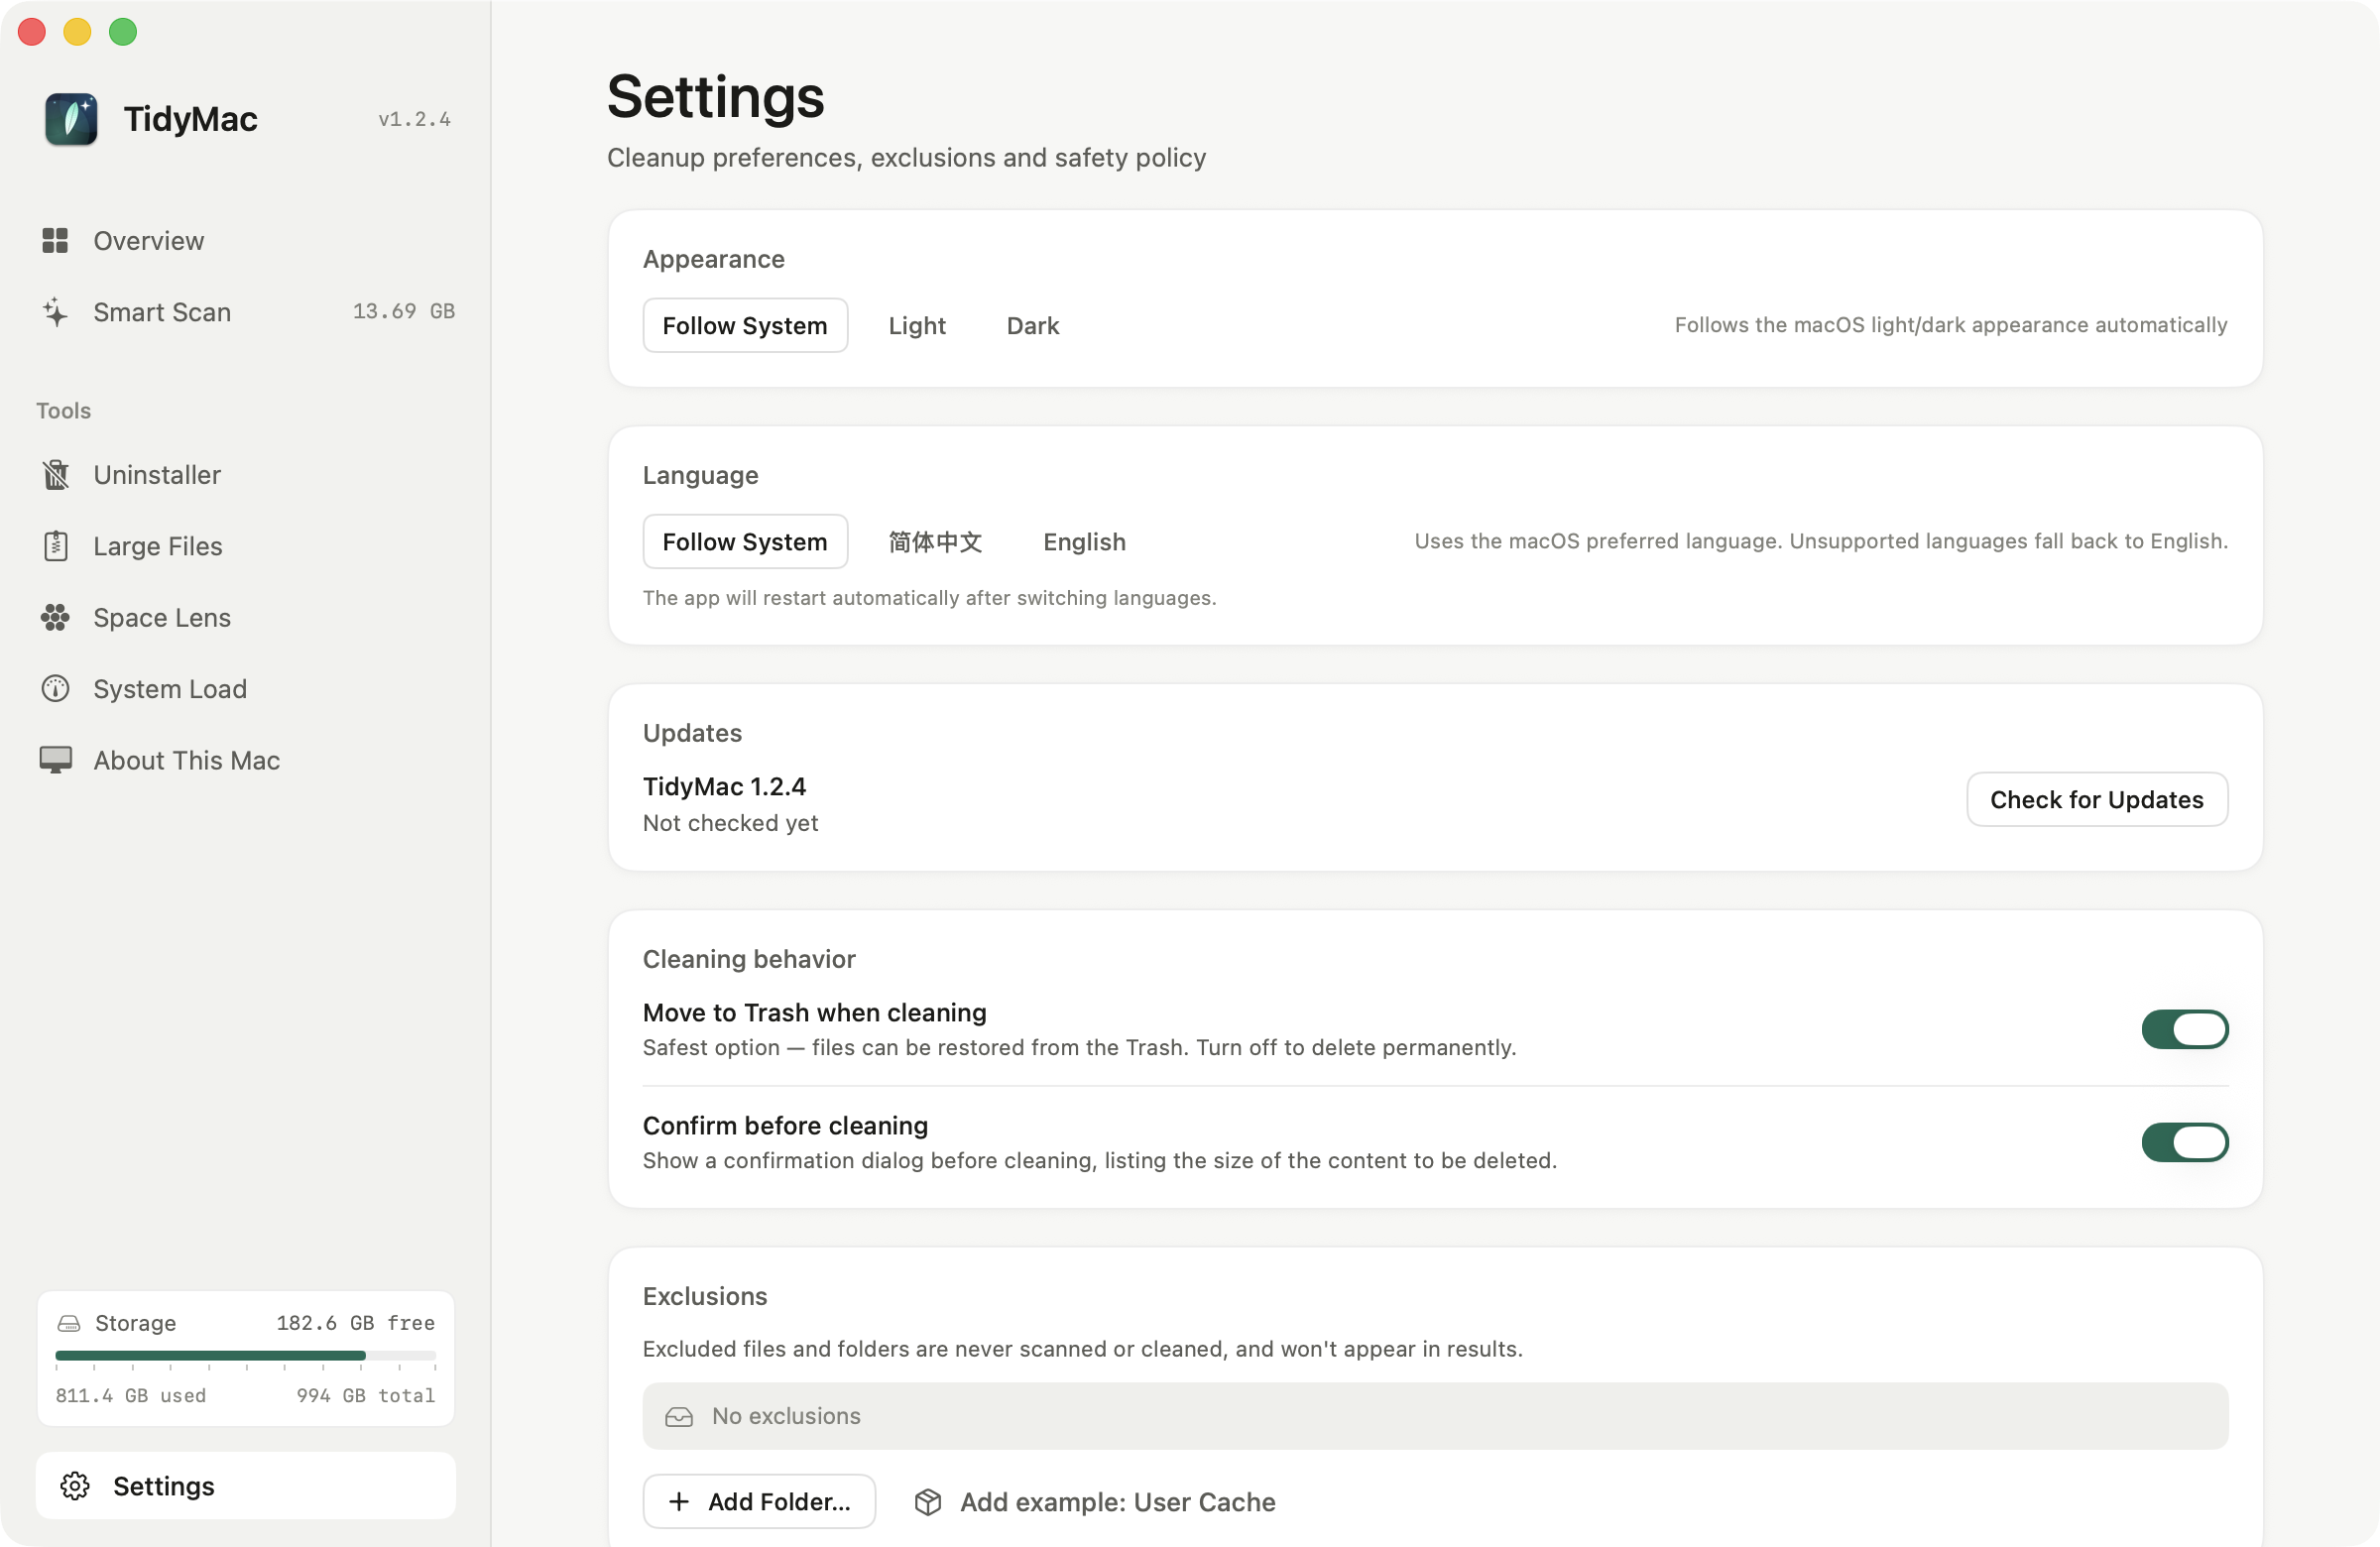 TidyMac
v1.2.4
Overview
Smart Scan
13.69 GB
Tools
Uninstaller
Large Files
Space Lens
System Load
About This Mac
Storage
182.6 GB free
811.4 GB used
994 GB total
Settings
Settings
Cleanup preferences, exclusions and safety policy
Appearance
Follow System
Light
Dark
Follows the macOS light/dark appearance automatically
Language
Follow System
简体中文
English
Uses the macOS preferred language. Unsupported languages fall back to English.
The app will restart automatically after switching languages.
Updates
TidyMac 1.2.4
Not checked yet
Check for Updates
Cleaning behavior
Move to Trash when cleaning
Safest option — files can be restored from the Trash. Turn off to delete permanently.
Confirm before cleaning
Show a confirmation dialog before cleaning, listing the size of the content to be deleted.
Exclusions
Excluded files and folders are never scanned or cleaned, and won't appear in results.
No exclusions
Add Folder...
Add example: User Cache